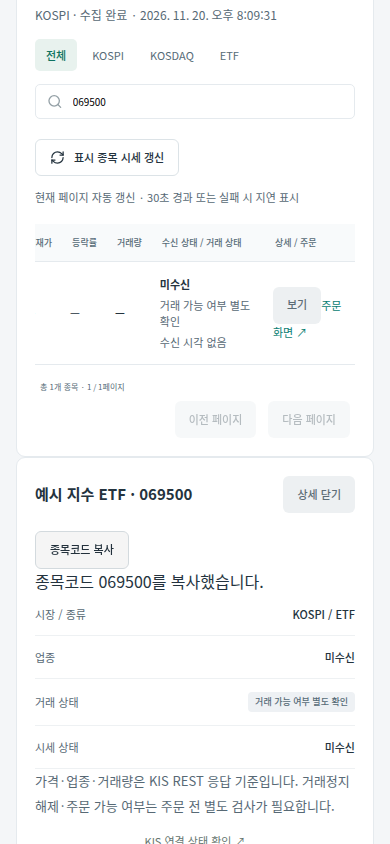 KOSPI · 수집 완료 · 2026. 11. 20. 오후 8:09:31
전체 KOSPI KOSDAQ ETF
069500
표시 종목 시세 갱신
현재 페이지 자동 갱신 · 30초 경과 또는 실패 시 지연 표시
재가 등락률 거래량 수신 상태 / 거래 상태 상세 / 주문
미수신
— — 거래 가능 여부 별도 보기 주문
확인
화면 ↗
수신 시각 없음
총 1개 종목 · 1 / 1페이지
이전 페이지 다음 페이지
예시 지수 ETF · 069500 상세 닫기
종목코드 복사
종목코드 069500를 복사했습니다.
시장 / 종류 KOSPI / ETF
업종 미수신
거래 상태 거래 가능 여부 별도 확인
시세 상태 미수신
가격·업종·거래량은 KIS REST 응답 기준입니다. 거래정지
해제·주문 가능 여부는 주문 전 별도 검사가 필요합니다.
KIS 연결 상태 확인 ↗